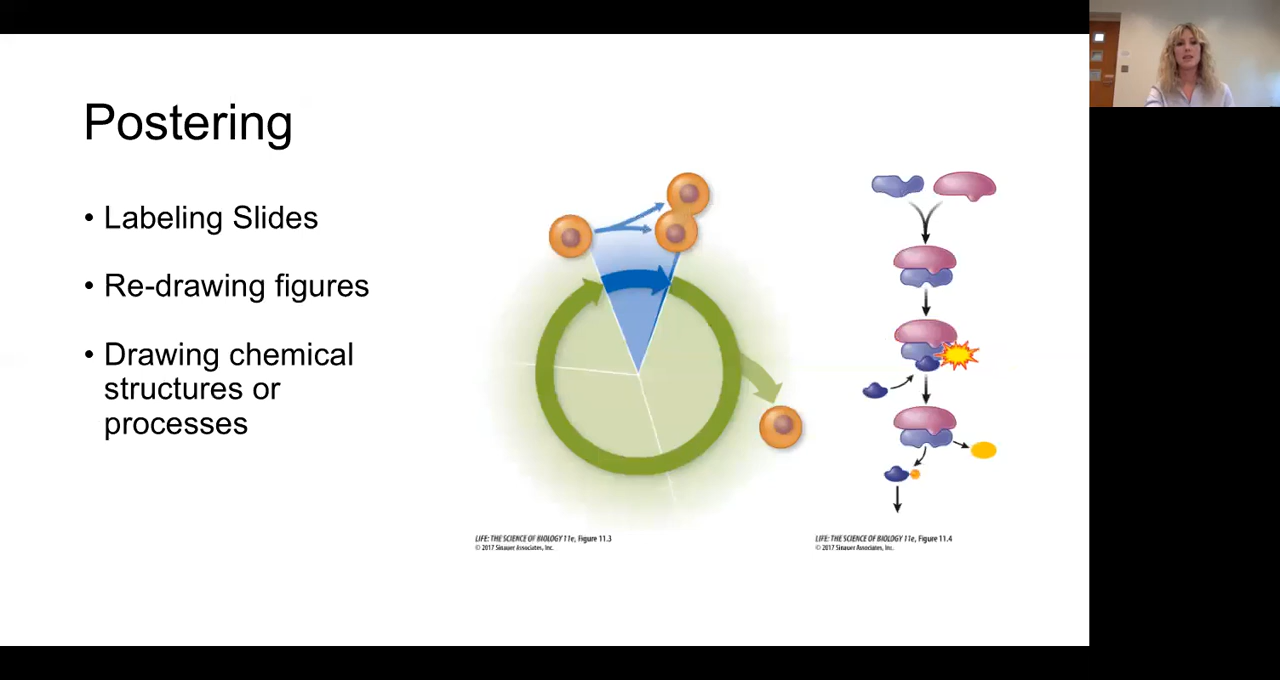 Postering
• Labeling Slides
• Re-drawing figures
• Drawing chemical
structures or
processes
LIFE: THE SCIENCE OF BIOLOGY 11e, Figure 11.3
© 2017 Sinauer Associates, Inc.
LIFE: THE SCIENCE OF BIOLOGY 11e, Figure 11.4
© 2017 Sinauer Associates, Inc.